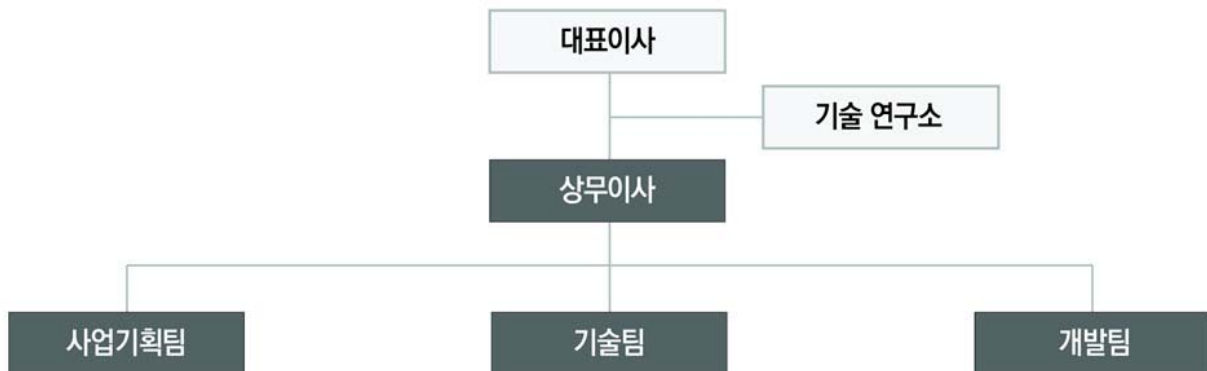 대표이사
기술 연구소
상무이사
사업기획팀
기술팀
개발팀